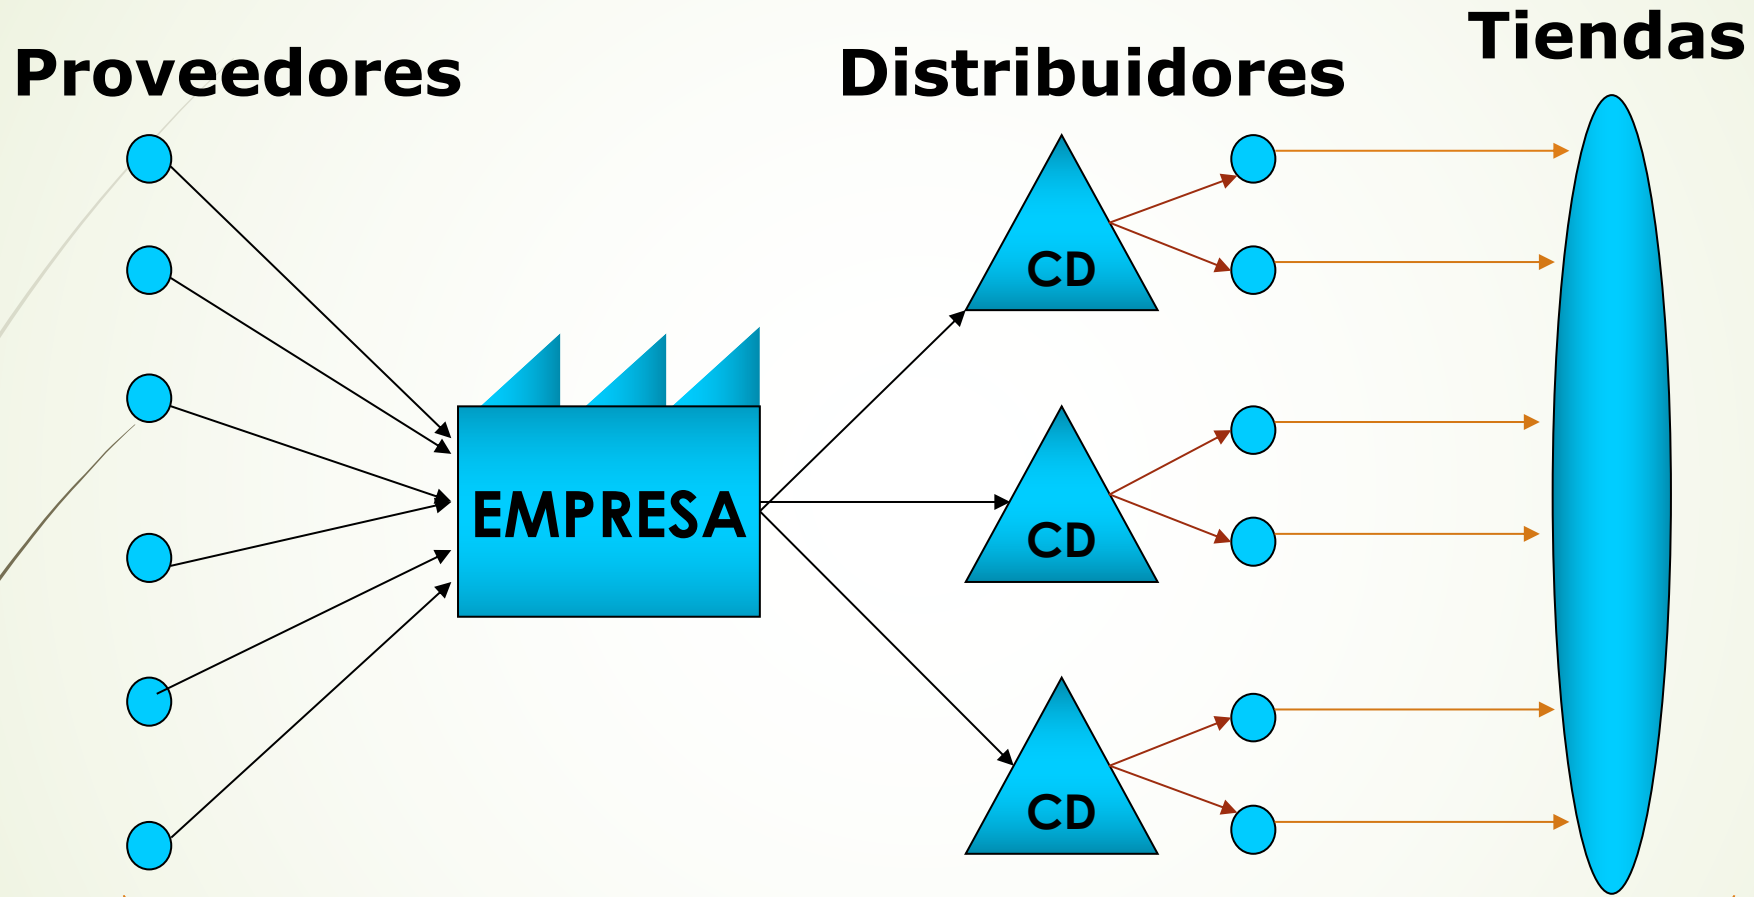 Proveedores
Distribuidores
Tiendas
EMPRESA
CD
CD
CD